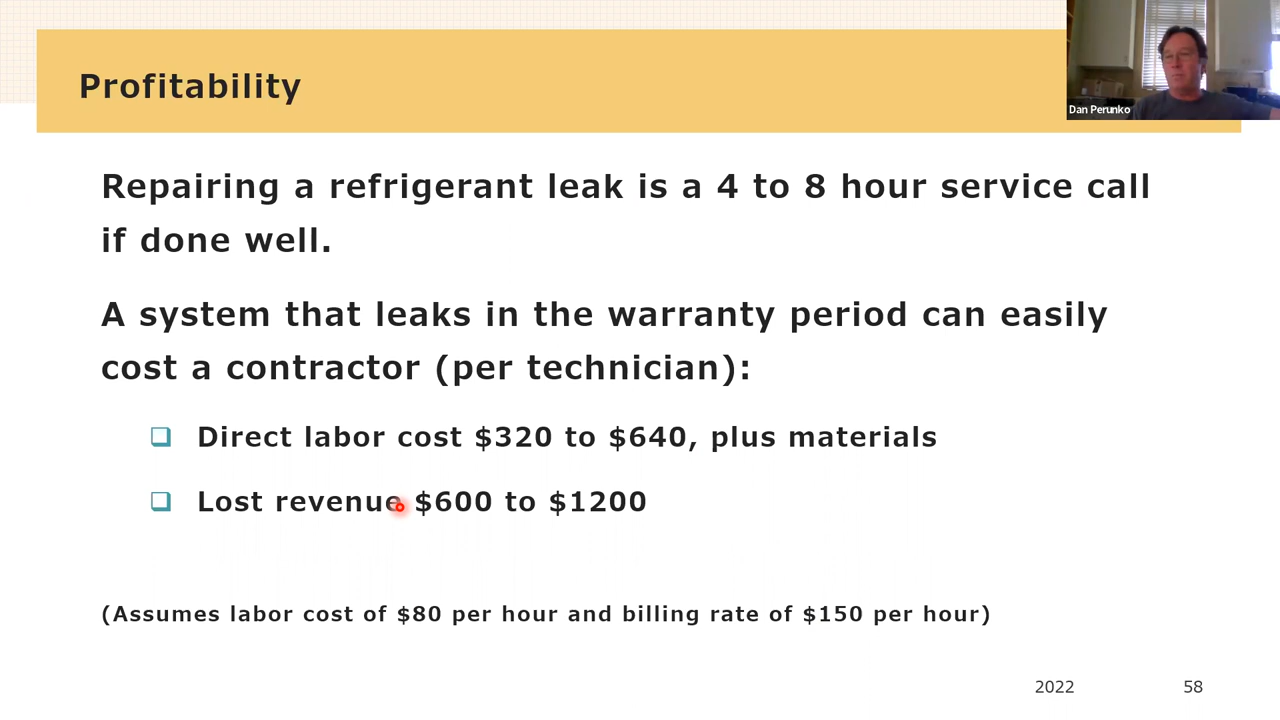 Profitability
Dan Perunko
Repairing a refrigerant leak is a 4 to 8 hour service call
if done well.
A system that leaks in the warranty period can easily
cost a contractor (per technician):
Direct labor cost $320 to $640, plus materials
Lost revenue $600 to $1200
(Assumes labor cost of $80 per hour and billing rate of $150 per hour)
2022 58